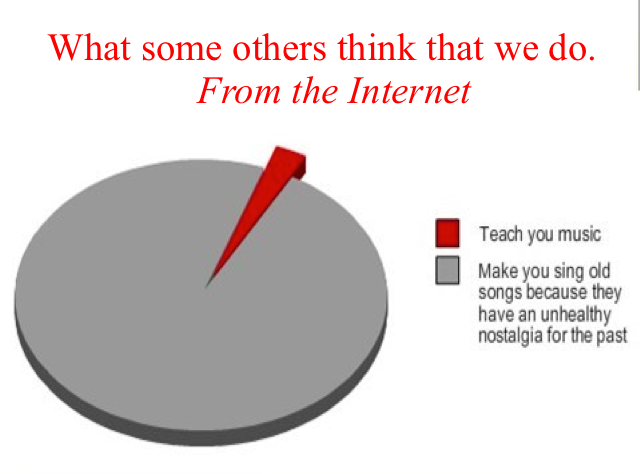 What some others think that we do.
From the Internet
Teach you music
Make you sing old
songs because they
have an unhealthy
nostalgia for the past